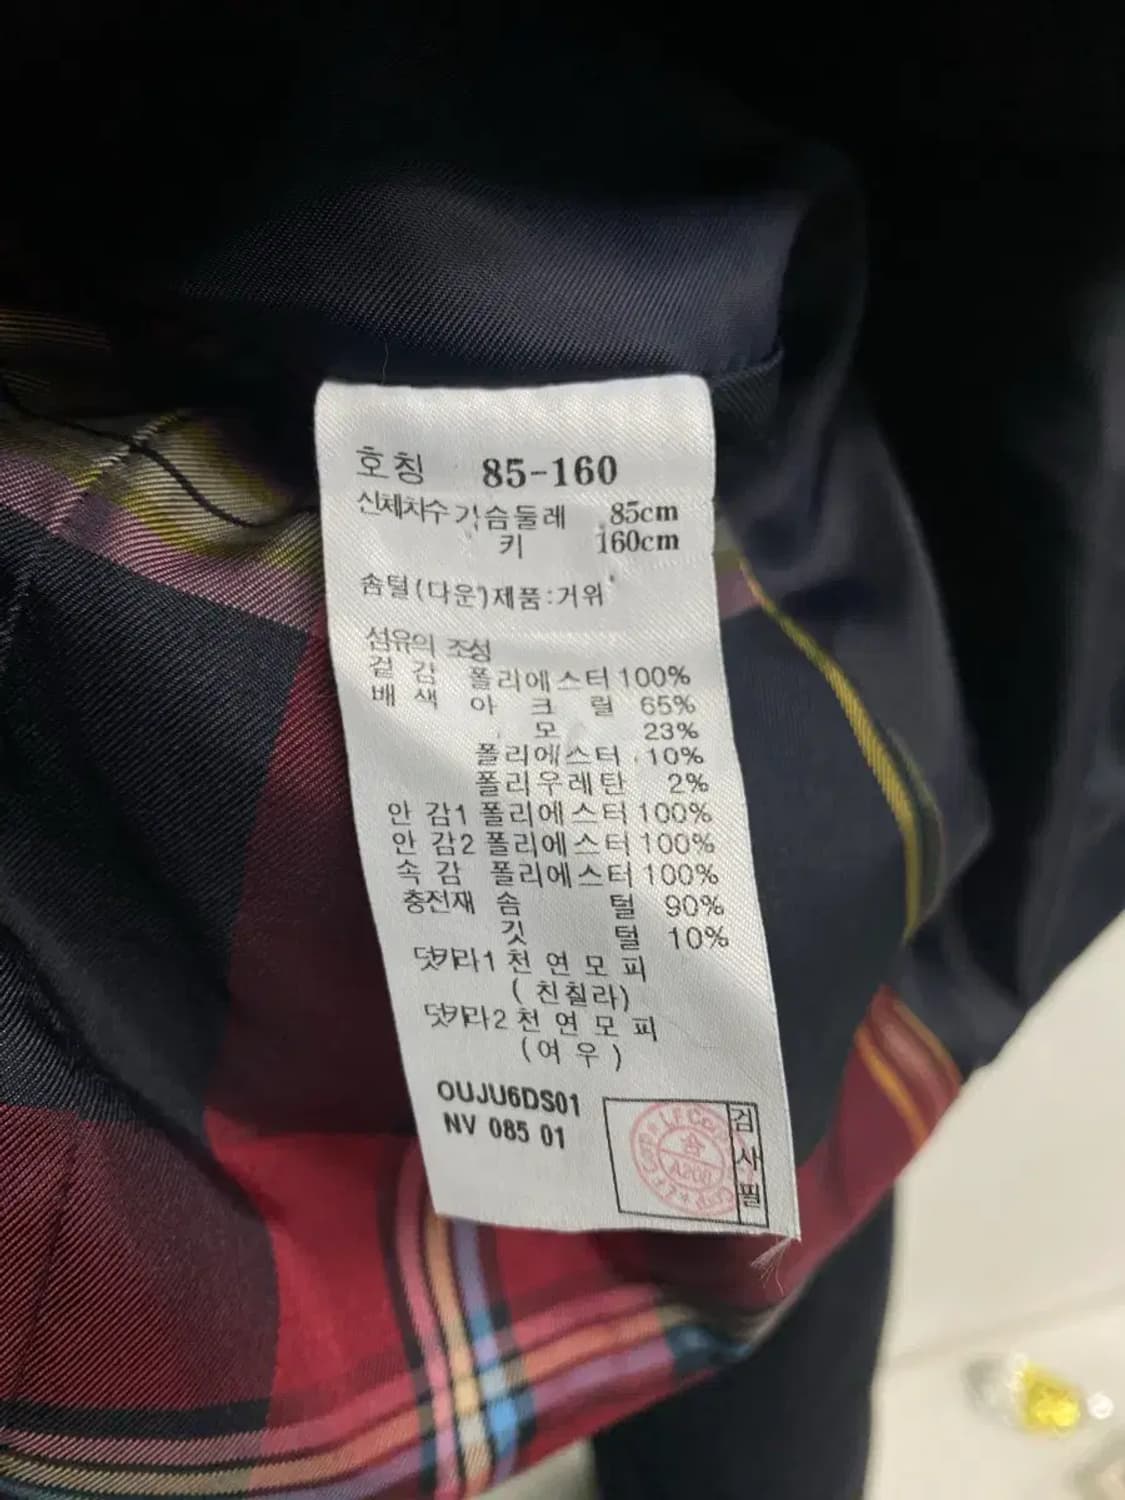 호칭 85-160
신체치수 가슴둘레 85cm
키 160cm
솜털(다운)제품:거위
섬유의 조성
겉 감 폴리에스터 100%
배 색 아 크 릴 65%
모 23%
폴리에스터 10%
폴리우레탄 2%
안 감1 폴리에스터 100%
안 감2 폴리에스터 100%
속 감 폴리에스터 100%
충전재 솜 털 90%
깃 털 10%
덧카라1 천 연 모 피
(친칠라)
덧카라2 천 연 모 피
(여 우)
OUJU6DS01
NV 085 01
검사필
LF Corp
A200